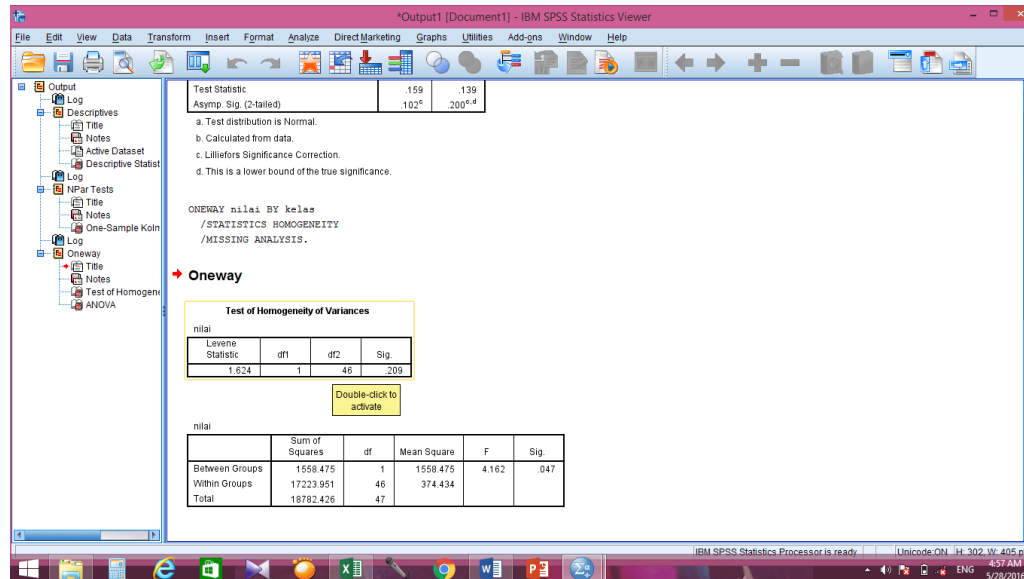 *Output1 [Document1] - IBM SPSS Statistics Viewer
File Edit View Data Transform Insert Format Analyze Direct Marketing Graphs Utilities Add-ons Window Help
Output
Log
Descriptives
Title
Notes
Active Dataset
Descriptive Statist
Log
NPar Tests
Title
Notes
One-Sample Kolm
Log
Oneway
Title
Notes
Test of Homogene
ANOVA
Test Statistic .159 .139
Asymp. Sig. (2-tailed) .102c .200c,d
a. Test distribution is Normal.
b. Calculated from data.
c. Lilliefors Significance Correction.
d. This is a lower bound of the true significance.
ONEWAY nilai BY kelas
/STATISTICS HOMOGENEITY
/MISSING ANALYSIS.
Oneway
Test of Homogeneity of Variances
nilai
Levene
Statistic df1 df2 Sig.
1.624 1 46 .209
Double-click to
activate
nilai
Sum of
Squares df Mean Square F Sig.
Between Groups 1558.475 1 1558.475 4.162 .047
Within Groups 17223.951 46 374.434
Total 18782.426 47
IBM SPSS Statistics Processor is ready Unicode:ON H: 302, W: 405 p
ENG 4:57 AM